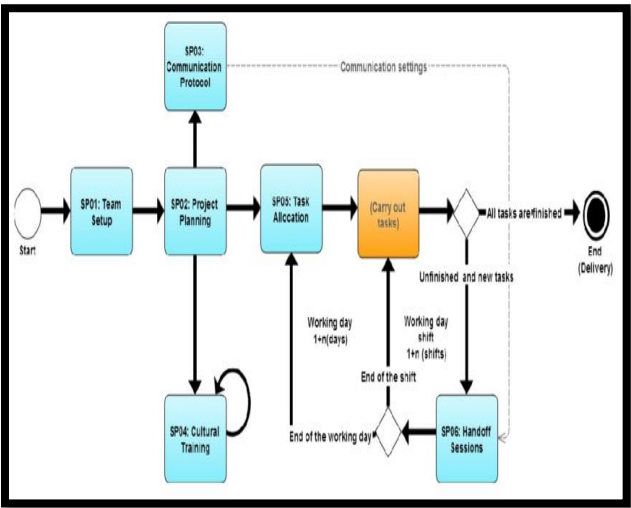 SP03:
Communication
Protocol
Communication settings
SP01: Team
Setup
SP02: Project
Planning
SP05: Task
Allocation
(Carry out
tasks)
All tasks are finished
Start
End
(Delivery)
Unfinished and new tasks
Working day
1+n(days)
Working day
shift
1+n (shifts)
End of the shift
SP04: Cultural
Training
End of the working day
SP06: Handoff
Sessions